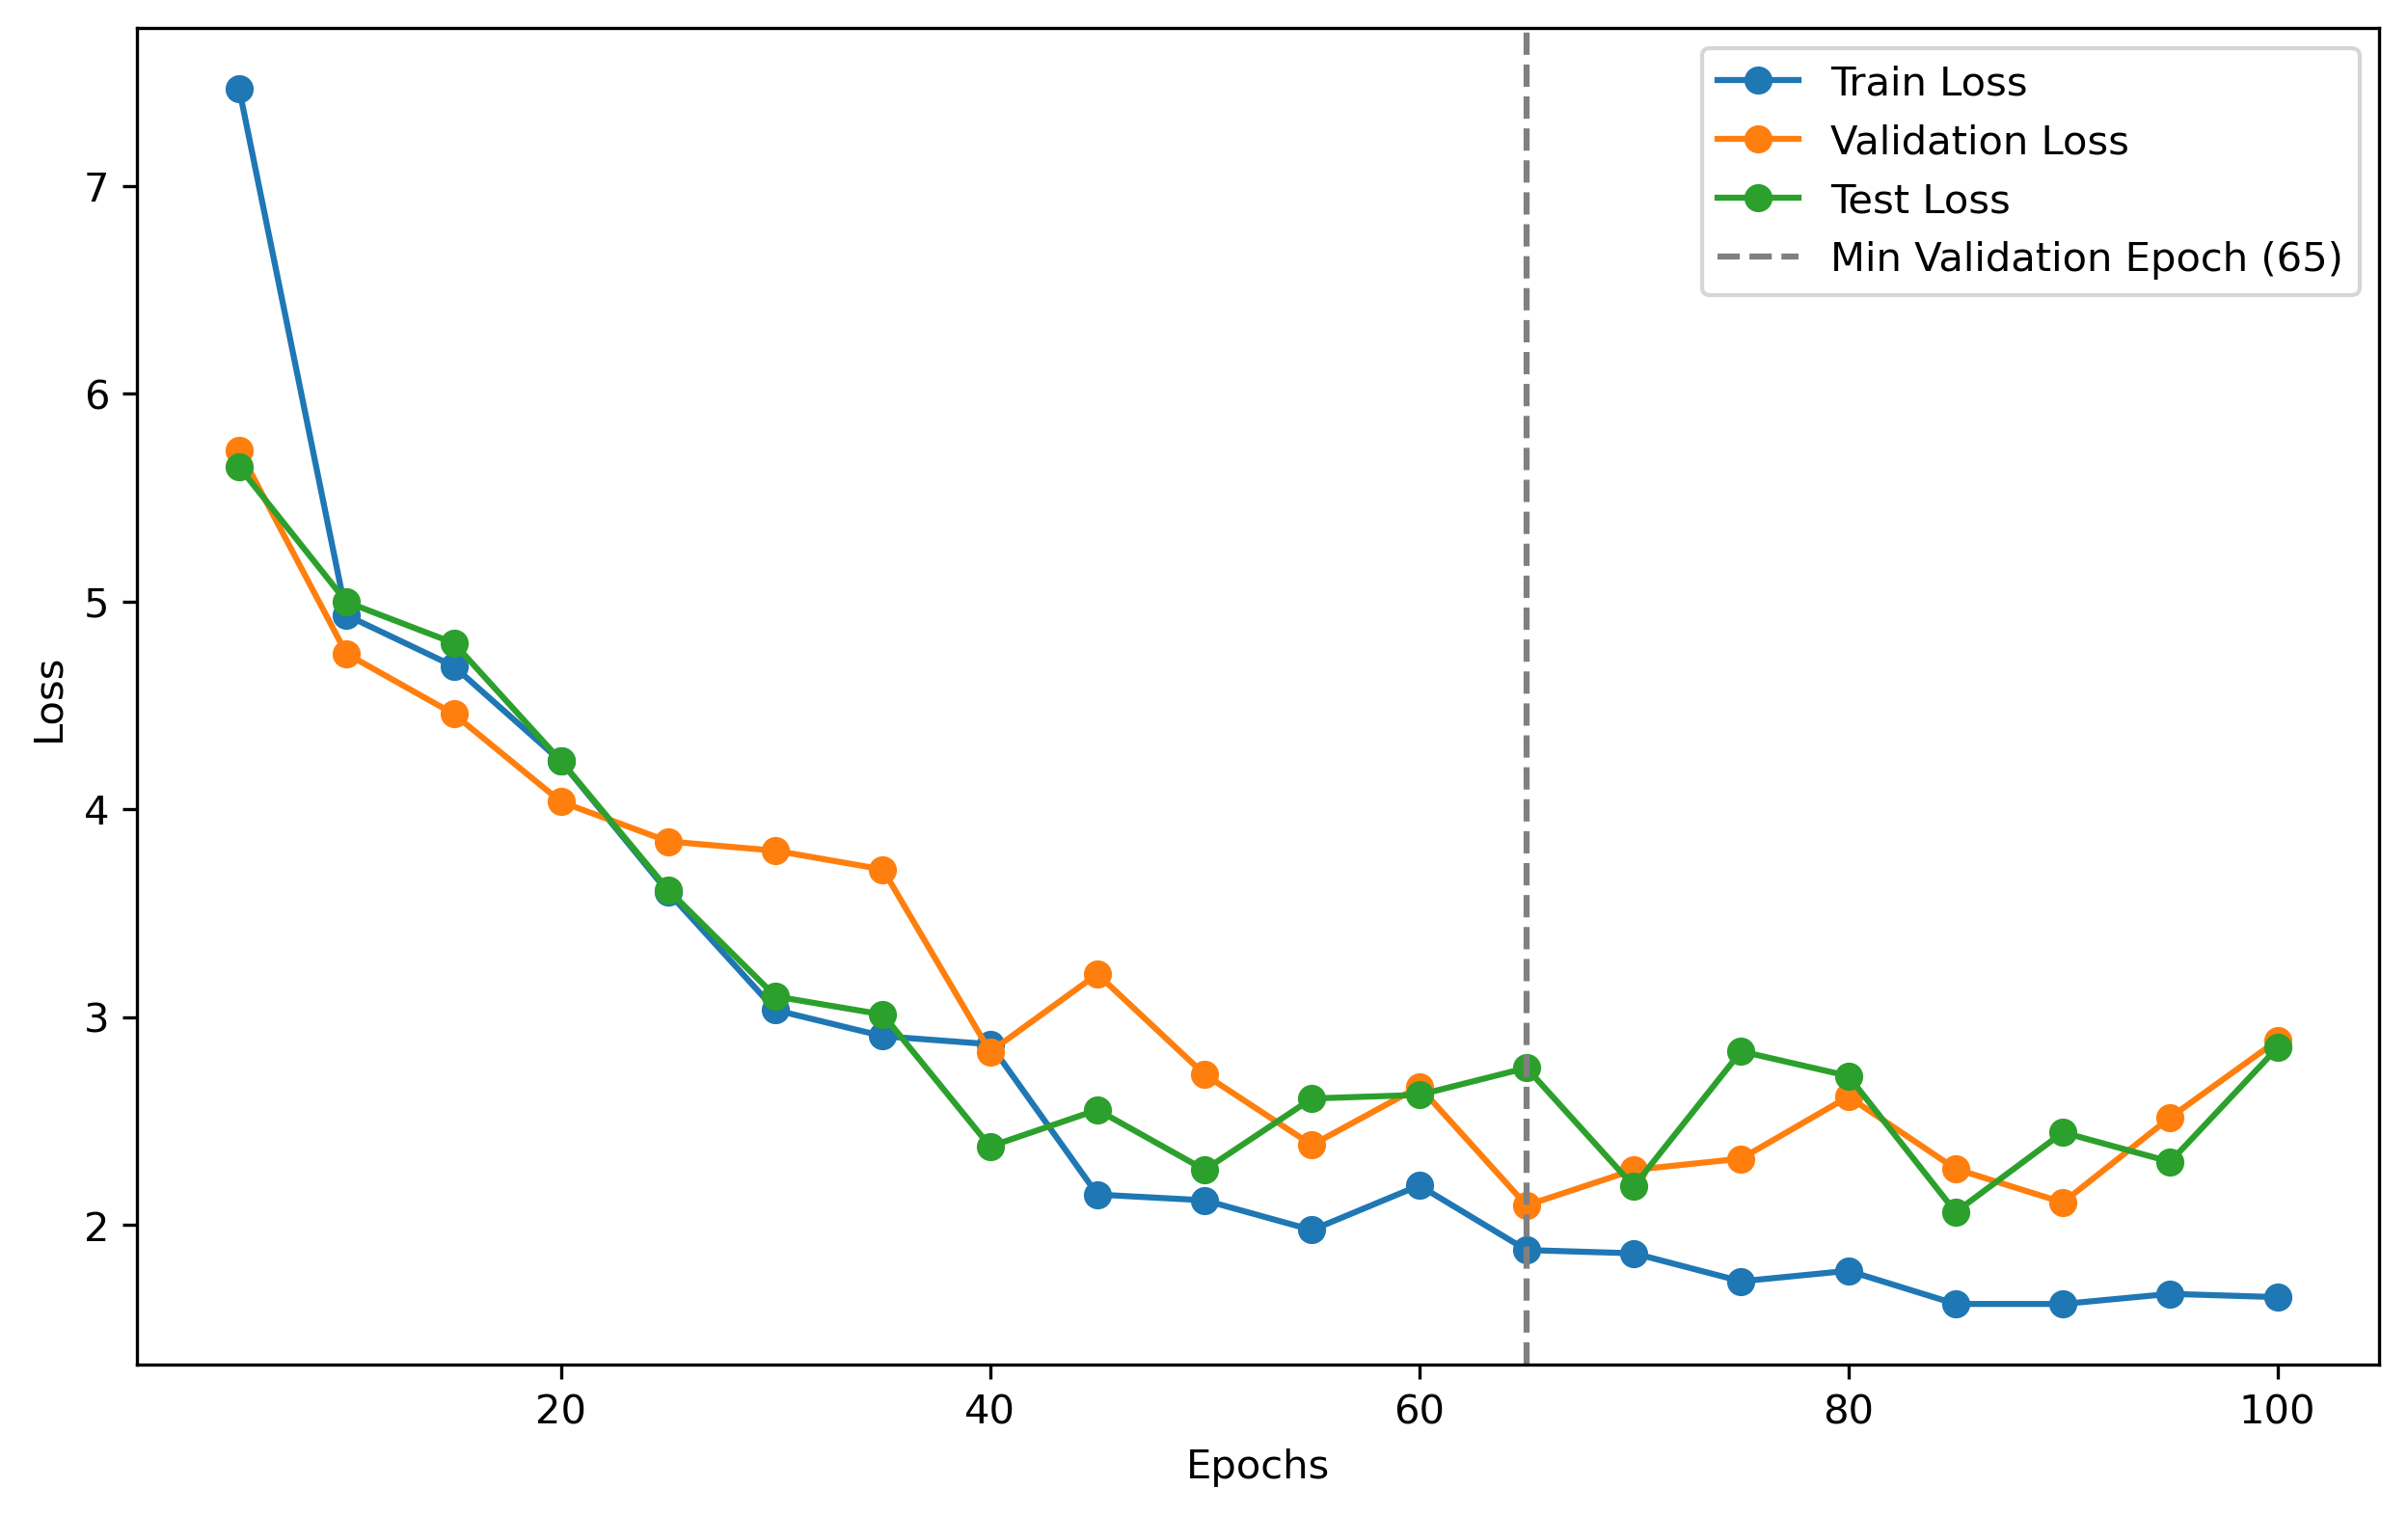 Train Loss
Validation Loss
Test Loss
Min Validation Epoch (65)
7
6
5
4
3
2
Loss
20 40 60 80 100
Epochs